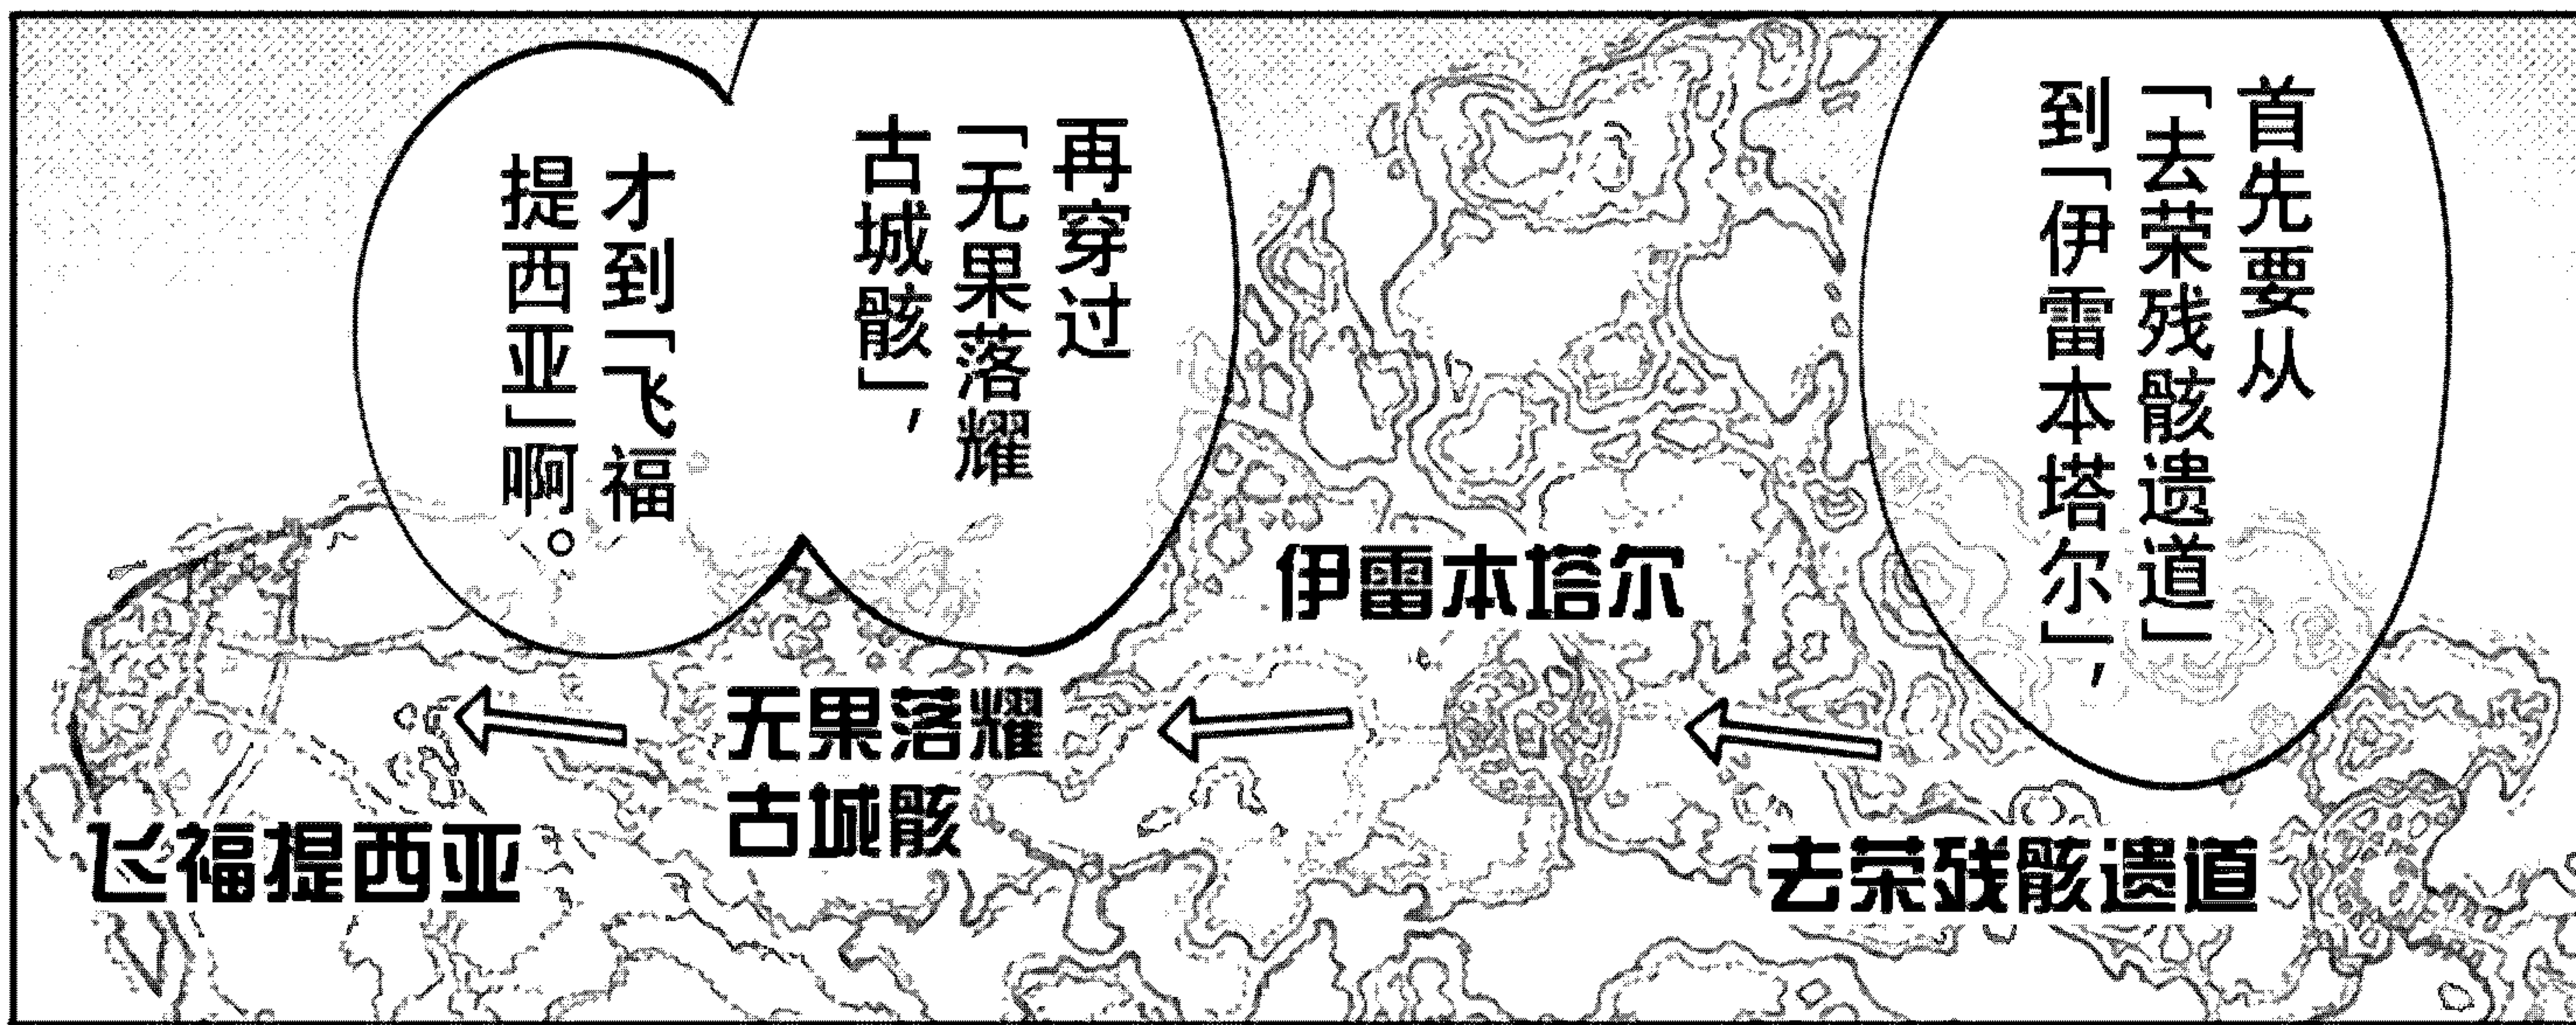 首先要从
「去荣残骸遗道」
到「伊雷本塔尔」，
再穿过
「无果落耀
古城骸」，
才到「飞福
提西亚」啊。
伊雷本塔尔
无果落耀
古城骸
飞福提西亚
去荣残骸遗道